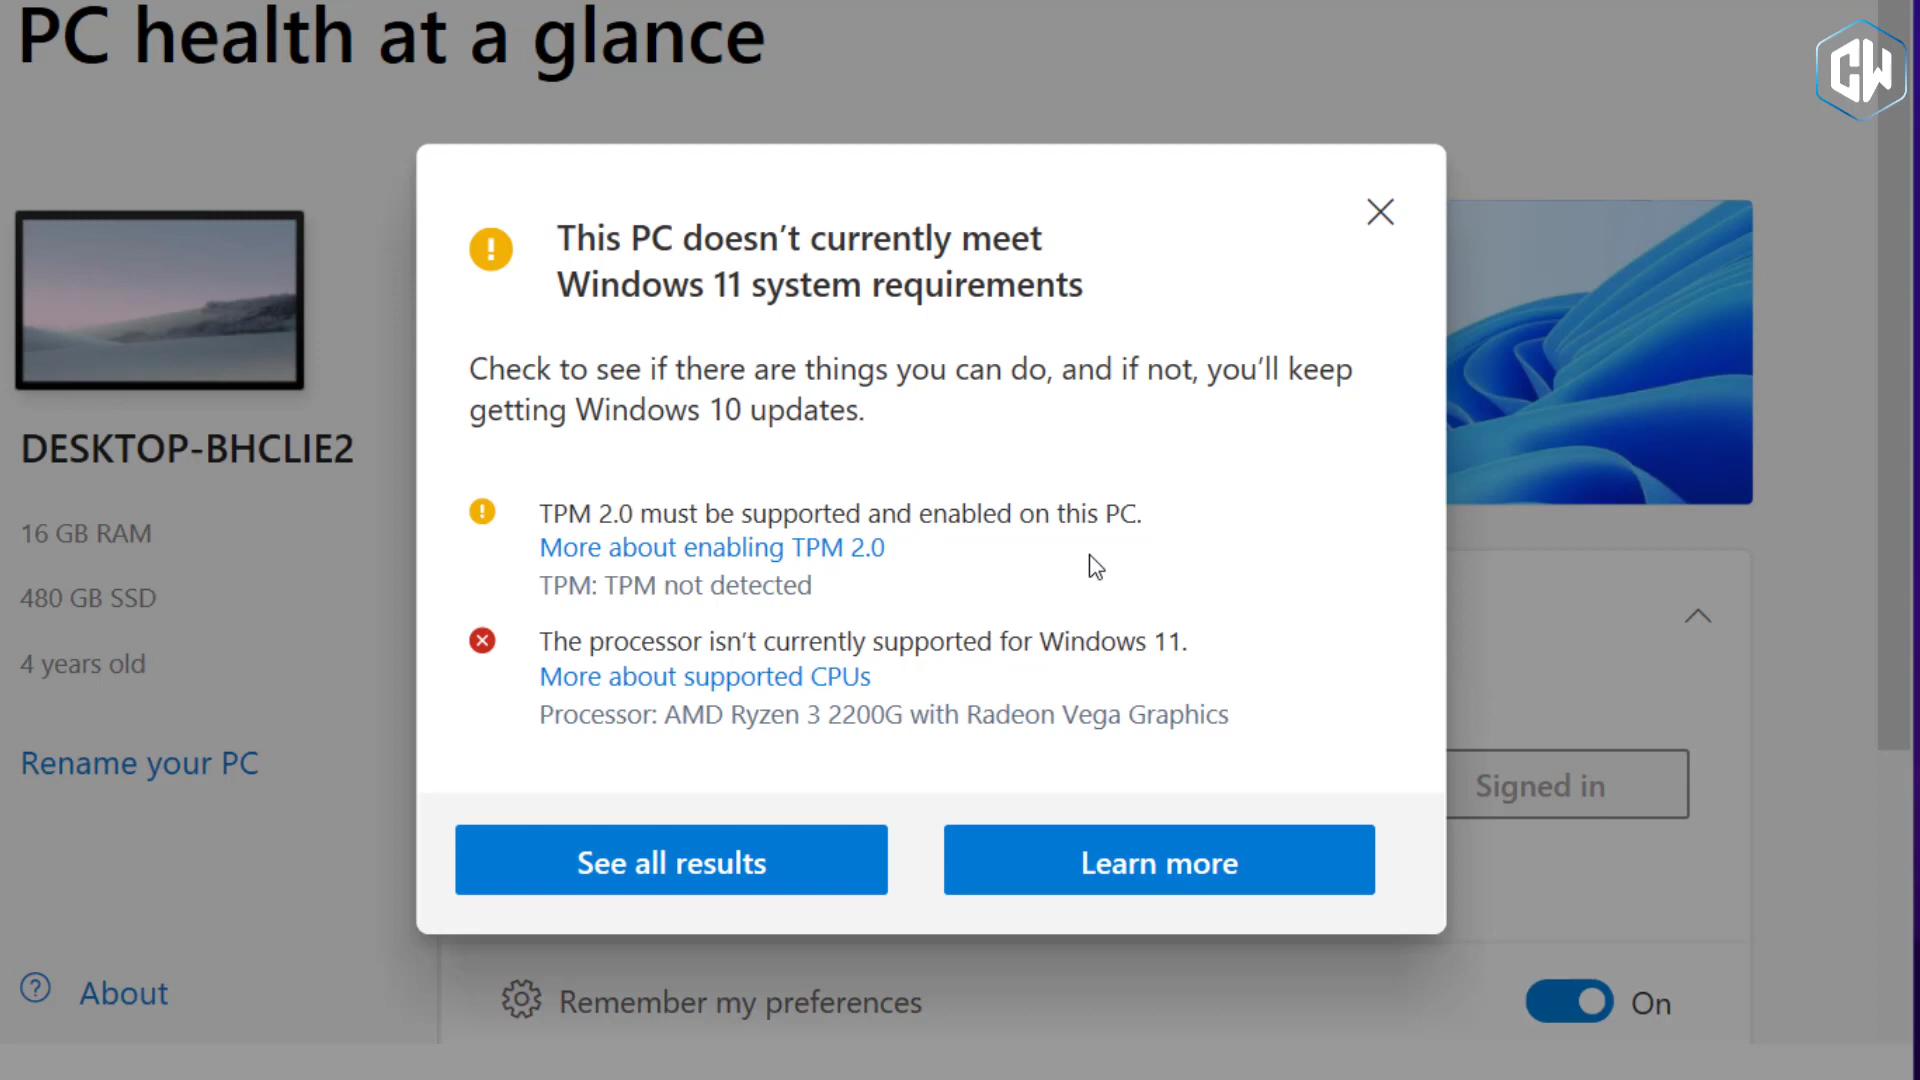 PC health at a glance
CW
DESKTOP-BHCLIE2
16 GB RAM
480 GB SSD
4 years old
Rename your PC
About
This PC doesn’t currently meet
Windows 11 system requirements
Check to see if there are things you can do, and if not, you’ll keep
getting Windows 10 updates.
TPM 2.0 must be supported and enabled on this PC.
More about enabling TPM 2.0
TPM: TPM not detected
The processor isn’t currently supported for Windows 11.
More about supported CPUs
Processor: AMD Ryzen 3 2200G with Radeon Vega Graphics
See all results
Learn more
Signed in
Remember my preferences
On